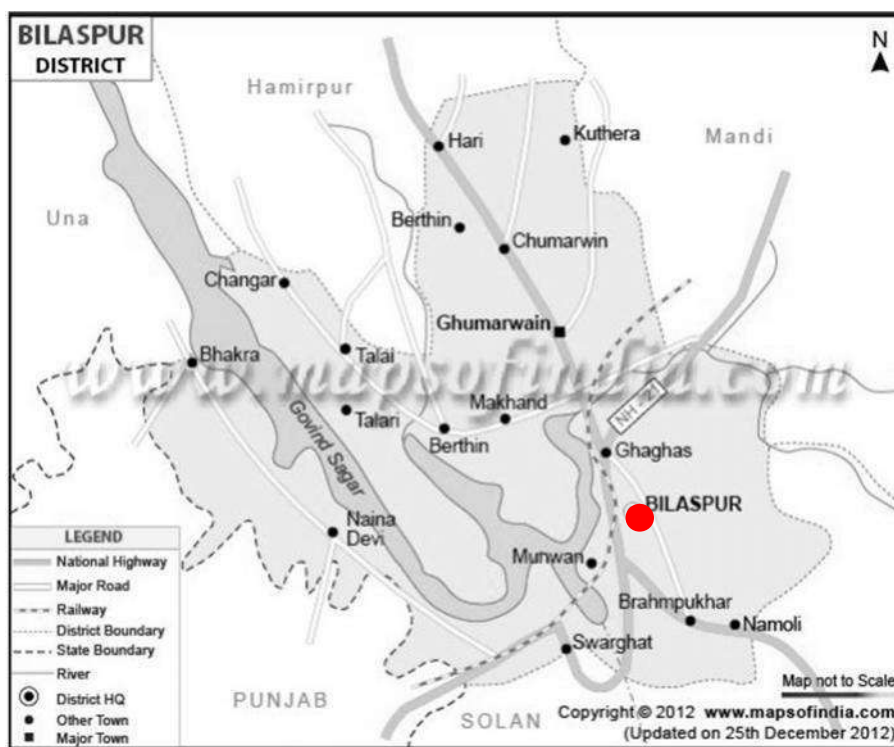 BILASPUR
DISTRICT
N
Hamirpur
Mandi
Una
Hari
Kuthera
Berthin
Chumarwin
Changar
Ghumarwain
Bhakra
Talai
www.mapsofindia.com
Talari
Makhand
Berthin
NH - 21
Ghaghas
Govind Sagar
BILASPUR
Naina
Devi
Munwan
Brahmpukhar
Namoli
Swarghat
PUNJAB
SOLAN
LEGEND
National Highway
Major Road
Railway
District Boundary
State Boundary
River
District HQ
Other Town
Major Town
Map not to Scale
Copyright © 2012 www.mapsofindia.com
(Updated on 25th December 2012)